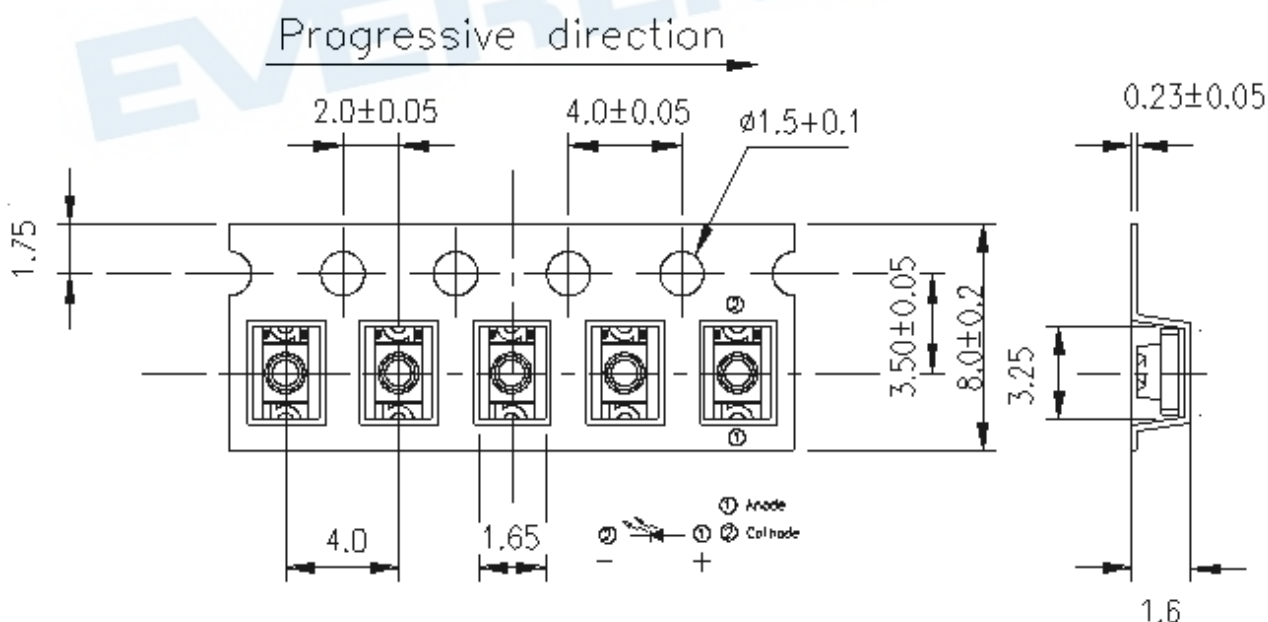 EVERL
Progressive direction
2.0±0.05
4.0±0.05
ø1.5+0.1
0.23±0.05
1.75
②
3.50±0.05
8.0±0.2
3.25
①
① Anode
② ① ② Cathode
- +
4.0
1.65
1.6